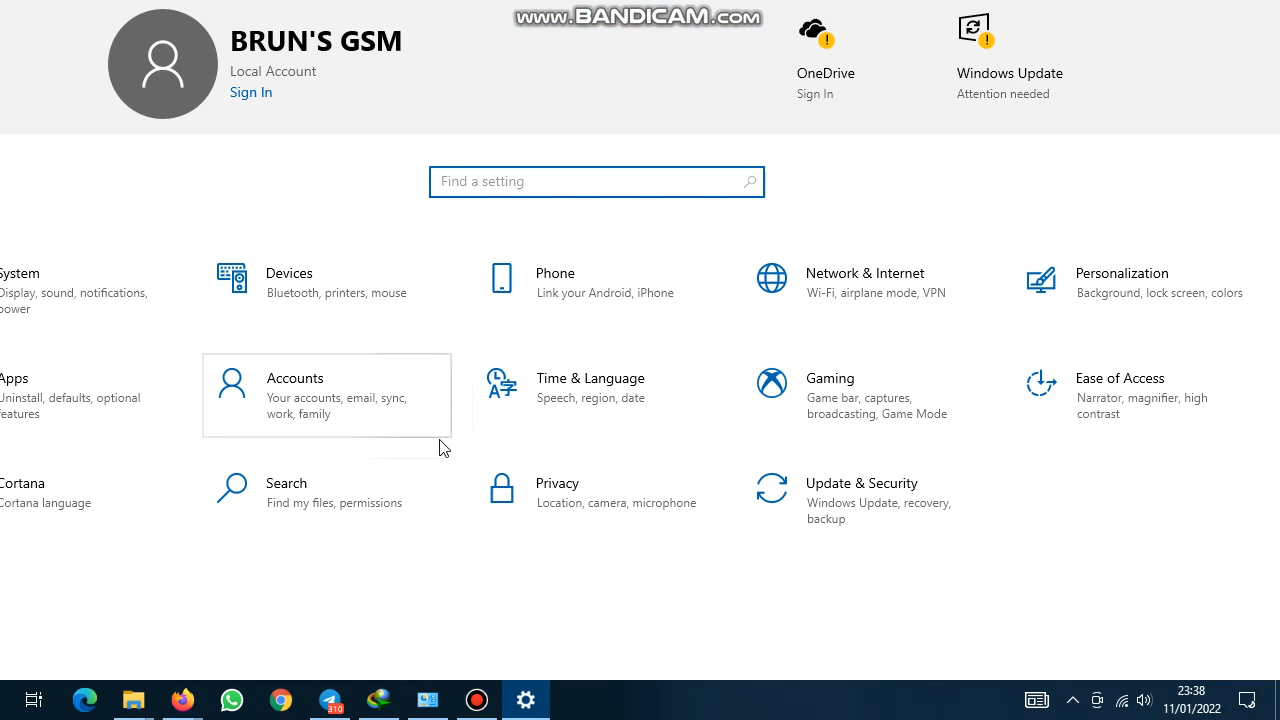 www.BANDICAM.com
BRUN'S GSM
Local Account
Sign In
OneDrive
Sign In
Windows Update
Attention needed
Find a setting
System
Display, sound, notifications,
power
Devices
Bluetooth, printers, mouse
Phone
Link your Android, iPhone
Network & Internet
Wi-Fi, airplane mode, VPN
Personalization
Background, lock screen, colors
Apps
Uninstall, defaults, optional
features
Accounts
Your accounts, email, sync,
work, family
Time & Language
Speech, region, date
Gaming
Game bar, captures,
broadcasting, Game Mode
Ease of Access
Narrator, magnifier, high
contrast
Cortana
Cortana language
Search
Find my files, permissions
Privacy
Location, camera, microphone
Update & Security
Windows Update, recovery,
backup
310
23:38
11/01/2022